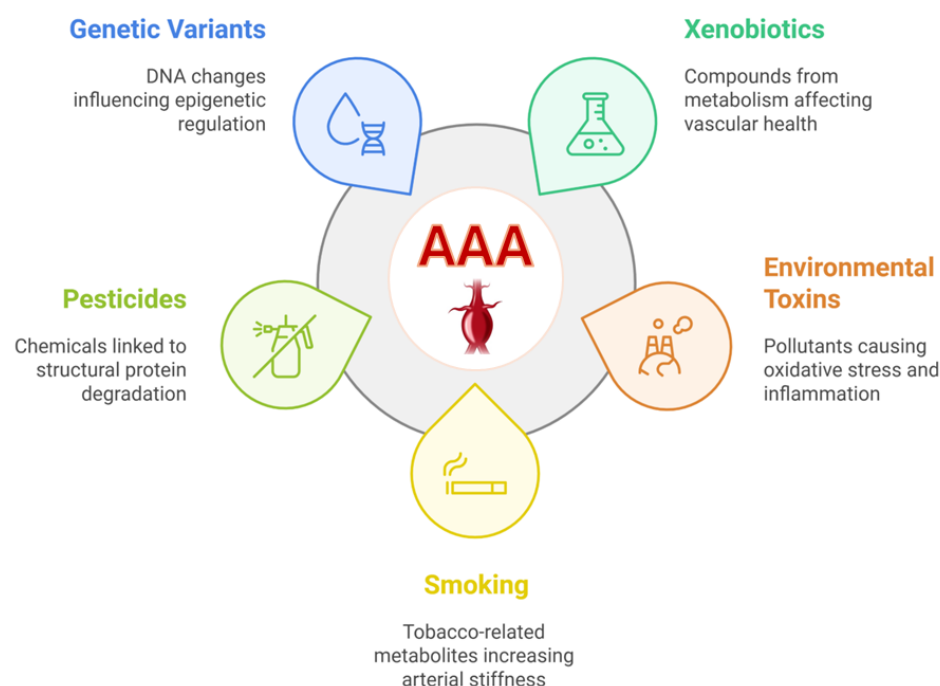 Genetic Variants
DNA changes
influencing epigenetic
regulation
Xenobiotics
Compounds from
metabolism affecting
vascular health
AAA
Pesticides
Chemicals linked to
structural protein
degradation
Environmental
Toxins
Pollutants causing
oxidative stress and
inflammation
Smoking
Tobacco-related
metabolites increasing
arterial stiffness